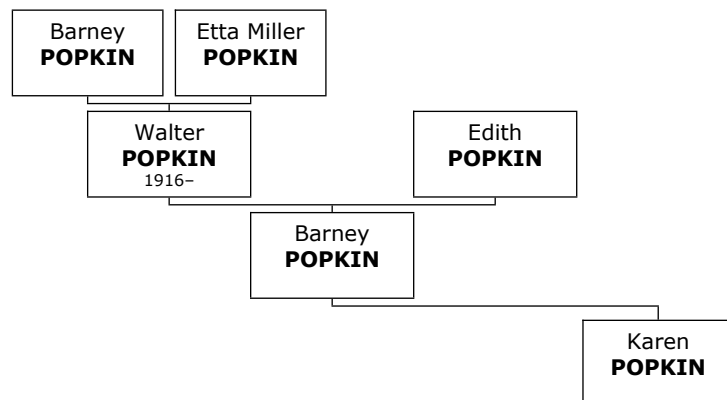 Barney
POPKIN
Etta Miller
POPKIN
Walter
POPKIN
1916–
Edith
POPKIN
Barney
POPKIN
Karen
POPKIN